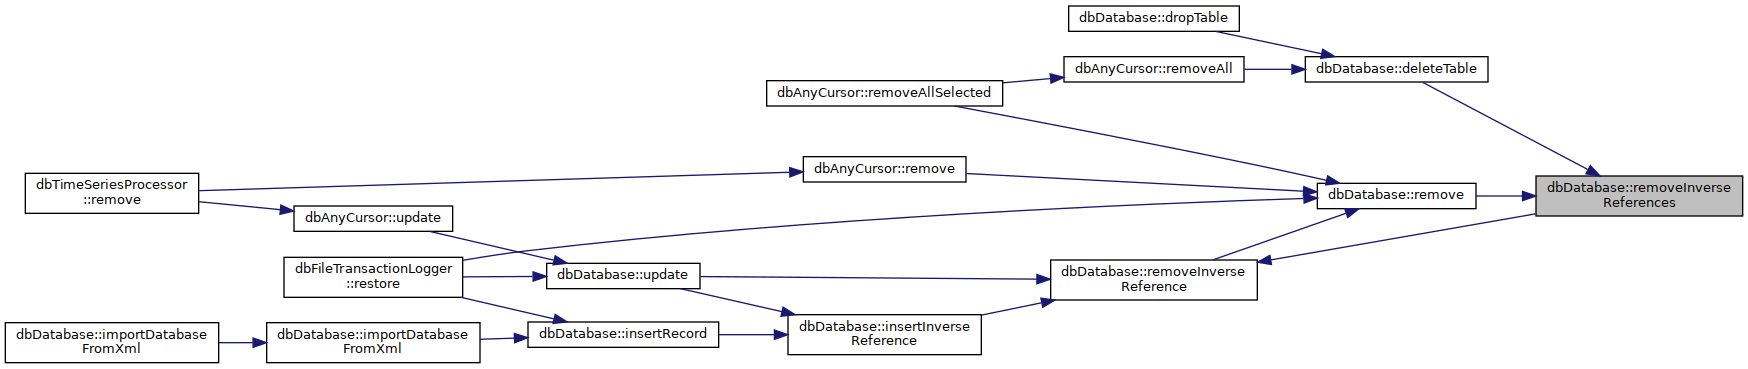 dbDatabase::dropTable
dbAnyCursor::removeAll
dbDatabase::deleteTable
dbAnyCursor::removeAllSelected
dbAnyCursor::remove
dbTimeSeriesProcessor
::remove
dbDatabase::remove
dbDatabase::removeInverse
References
dbAnyCursor::update
dbFileTransactionLogger
::restore
dbDatabase::update
dbDatabase::removeInverse
Reference
dbDatabase::importDatabase
FromXml
dbDatabase::importDatabase
FromXml
dbDatabase::insertRecord
dbDatabase::insertInverse
Reference